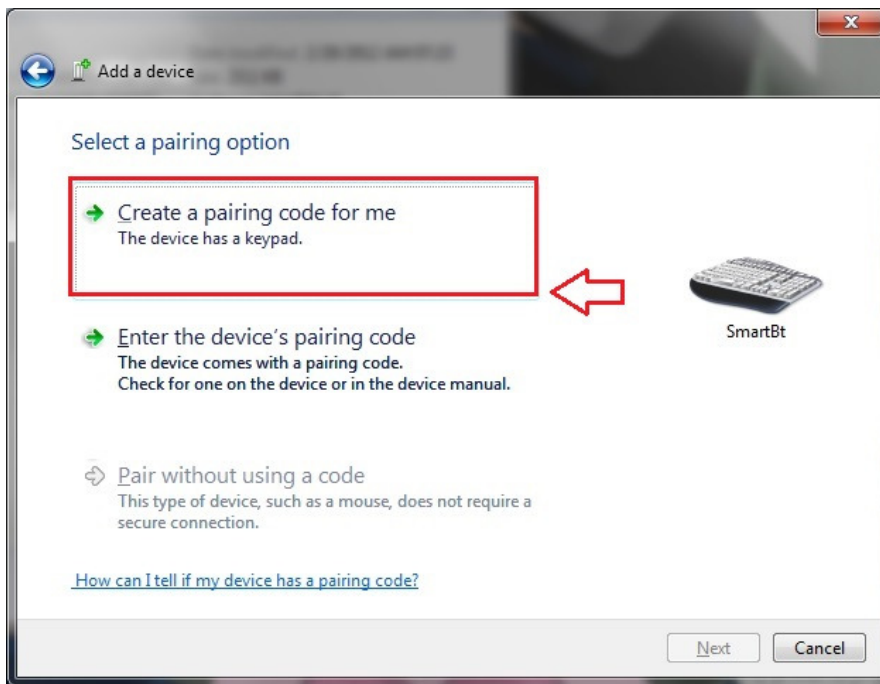 Add a device
Select a pairing option
Create a pairing code for me
The device has a keypad.
SmartBt
Enter the device's pairing code
The device comes with a pairing code.
Check for one on the device or in the device manual.
Pair without using a code
This type of device, such as a mouse, does not require a
secure connection.
How can I tell if my device has a pairing code?
Next
Cancel